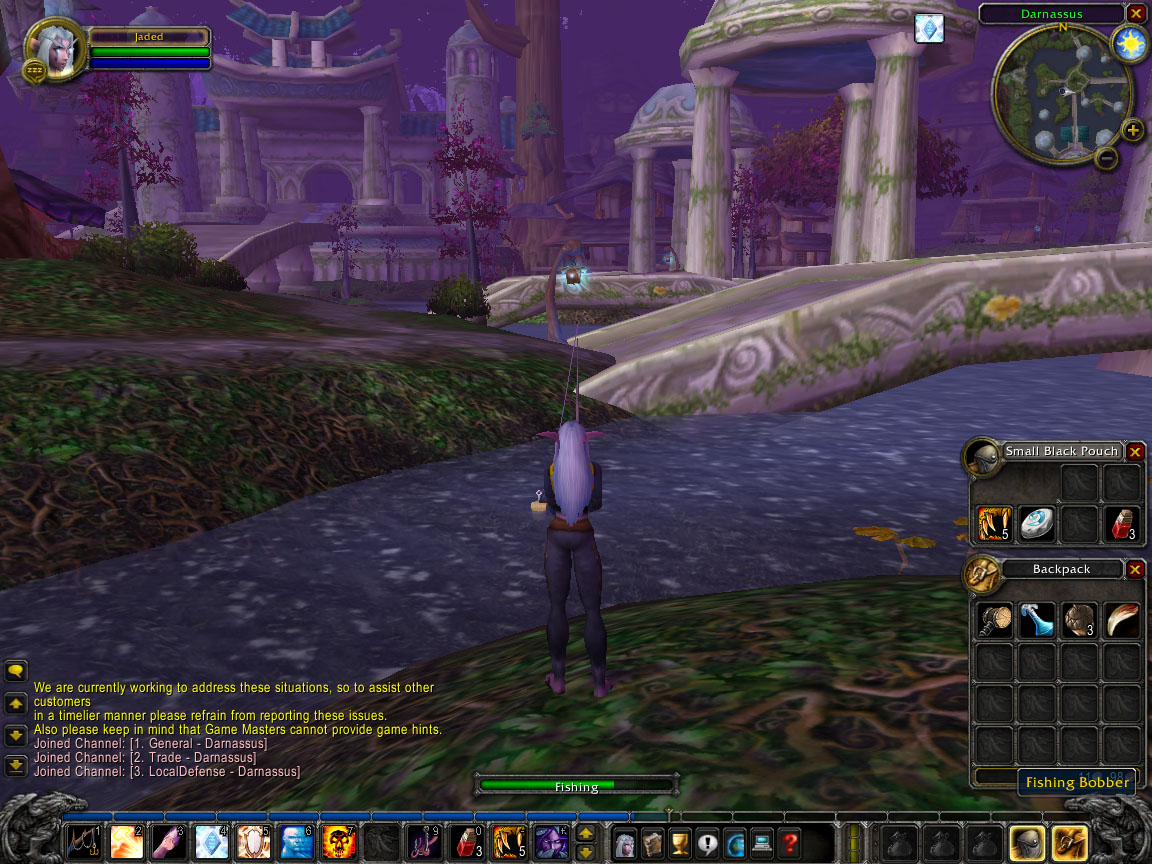 Jaded
zzz
Darnassus
N
Small Black Pouch
5
3
Backpack
3
We are currently working to address these situations, so to assist other
customers
in a timelier manner please refrain from reporting these issues.
Also please keep in mind that Game Masters cannot provide game hints.
Joined Channel: [1. General - Darnassus]
Joined Channel: [2. Trade - Darnassus]
Joined Channel: [3. LocalDefense - Darnassus]
Fishing
Fishing Bobber
1 2 3 4 5 6 7 9 0
3 5